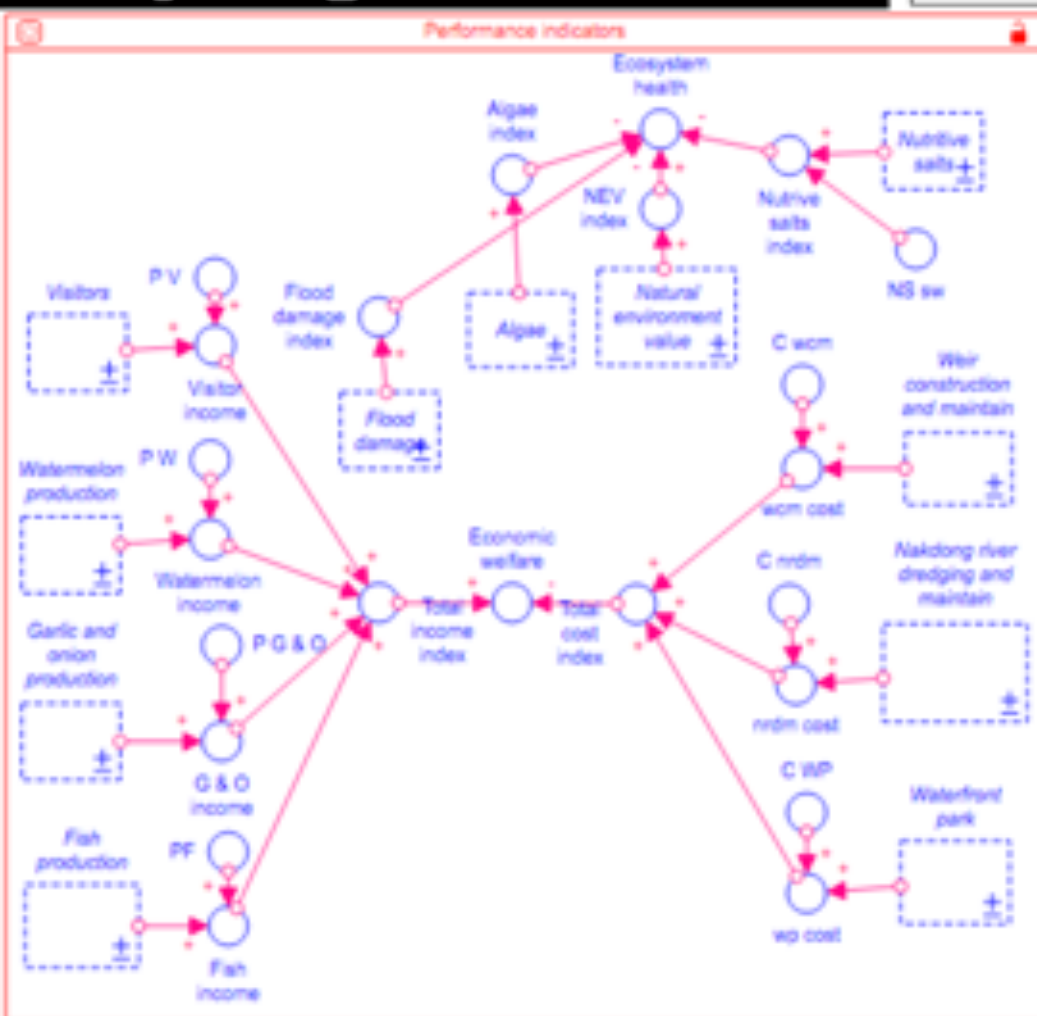 Performance indicators
Ecosystem
health
Algae
index
Nutritive
salts
NEV
index
Nutrive
salts
index
NS sw
P V
Visitors
Flood
damage
index
Algae
Natural
environment
value
C wcm
Weir
construction
and maintain
Visitor
income
Flood
damage
P W
Watermelon
production
wcm cost
Economic
welfare
C nrdm
Nakdong river
dredging and
maintain
Watermelon
income
Total
income
index
Total
cost
index
Garlic and
onion
production
P G & O
nrdm cost
G & O
income
C WP
Waterfront
park
Fish
production
PF
wp cost
Fish
income